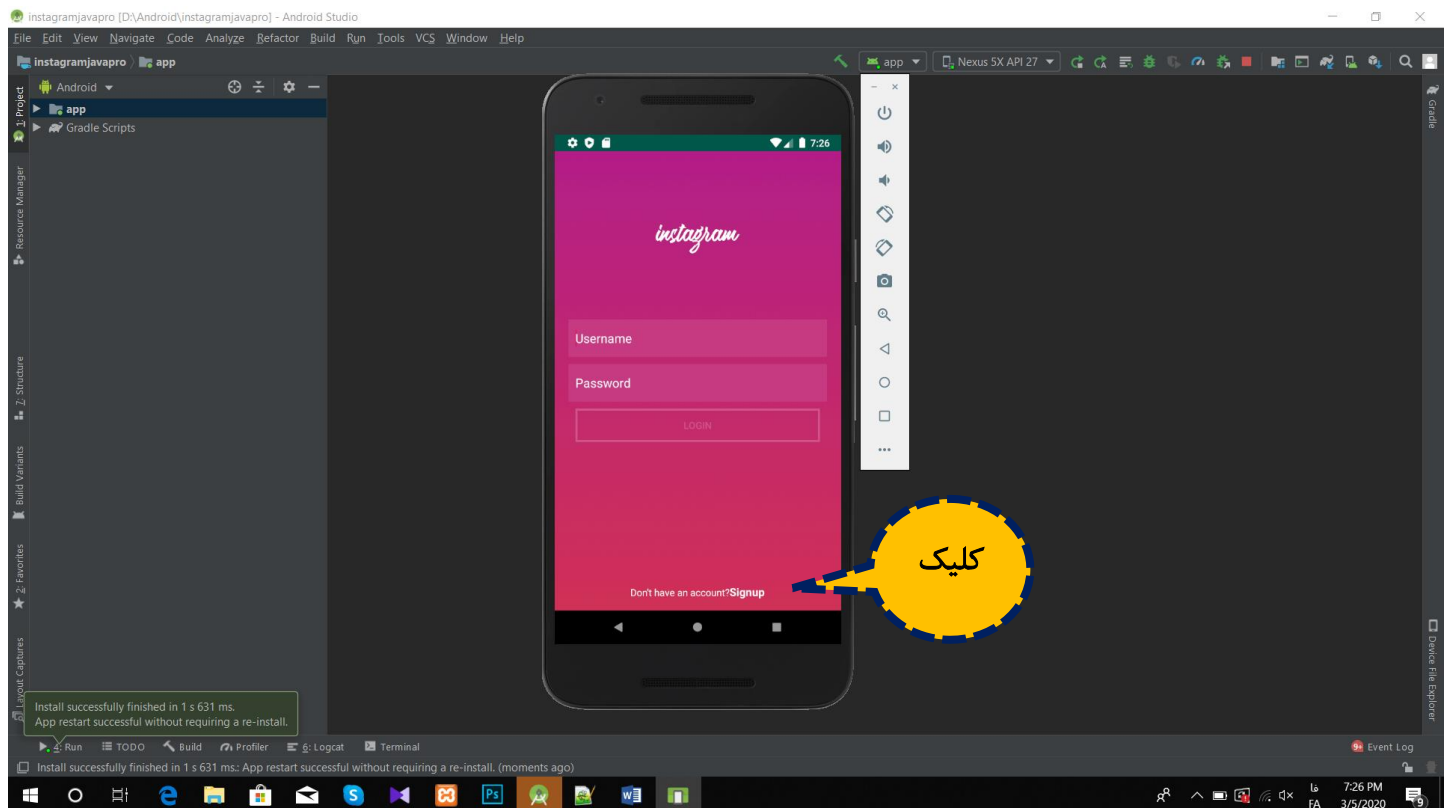 instagramjavapro [D:\Android\instagramjavapro] - Android Studio
File Edit View Navigate Code Analyze Refactor Build Run Tools VCS Window Help
instagramjavapro app
app Nexus 5X API 27
1: Project
Resource Manager
7: Structure
Build Variants
2: Favorites
Layout Captures
Android
app
Gradle Scripts
7:26
instagram
Username
Password
LOGIN
Don't have an account?Signup
کلیک
Gradle
Device File Explorer
Install successfully finished in 1 s 631 ms.
App restart successful without requiring a re-install.
4: Run TODO Build Profiler 6: Logcat Terminal
9+ Event Log
Install successfully finished in 1 s 631 ms.: App restart successful without requiring a re-install. (moments ago)
Ps
فا
FA
7:26 PM
3/5/2020
9